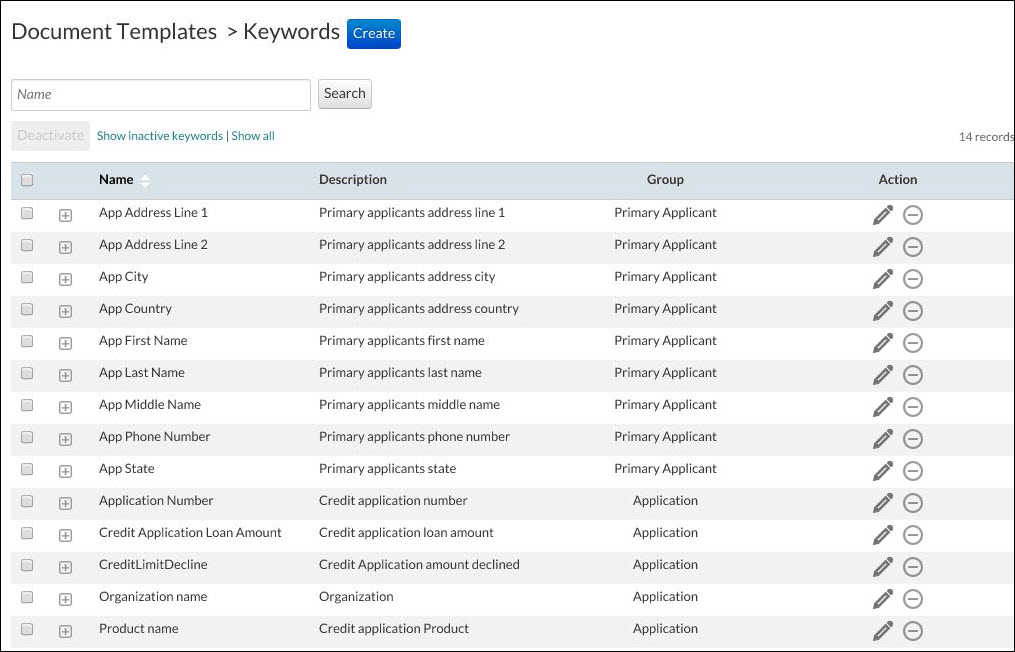 Document Templates > Keywords Create
Name Search
Deactivate Show inactive keywords | Show all 14 records
Name Description Group Action
App Address Line 1 Primary applicants address line 1 Primary Applicant
App Address Line 2 Primary applicants address line 2 Primary Applicant
App City Primary applicants address city Primary Applicant
App Country Primary applicants address country Primary Applicant
App First Name Primary applicants first name Primary Applicant
App Last Name Primary applicants last name Primary Applicant
App Middle Name Primary applicants middle name Primary Applicant
App Phone Number Primary applicants phone number Primary Applicant
App State Primary applicants state Primary Applicant
Application Number Credit application number Application
Credit Application Loan Amount Credit application loan amount Application
CreditLimitDecline Credit Application amount declined Application
Organization name Organization Application
Product name Credit application Product Application